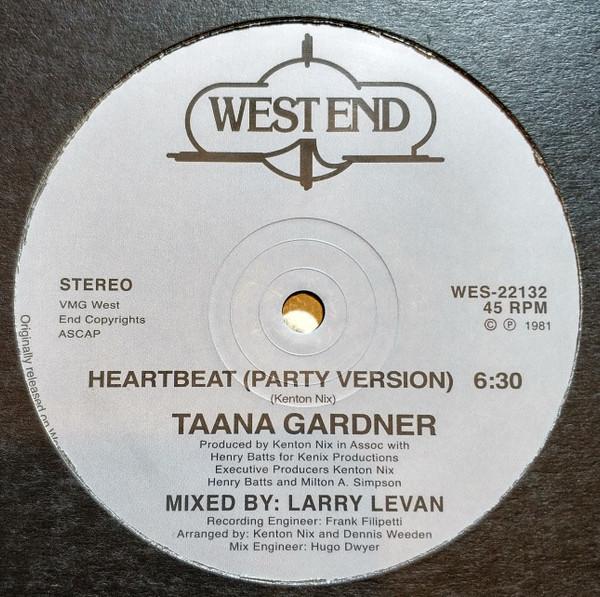 WEST END
STEREO
VMG West
End Copyrights
ASCAP
WES-22132
45 RPM
© ℗ 1981
Originally released on
HEARTBEAT (PARTY VERSION) 6:30
(Kenton Nix)
TAANA GARDNER
Produced by Kenton Nix in Assoc with
Henry Batts for Kenix Productions
Executive Producers Kenton Nix
Henry Batts and Milton A. Simpson
MIXED BY: LARRY LEVAN
Recording Engineer: Frank Filipetti
Arranged by: Kenton Nix and Dennis Weeden
Mix Engineer: Hugo Dwyer